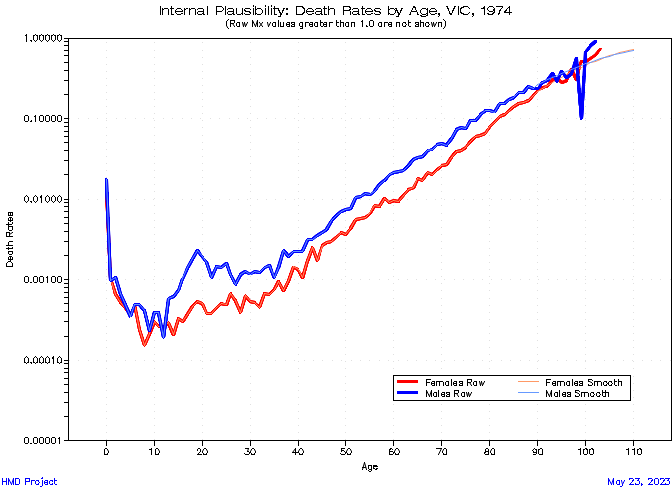 Internal Plausibility: Death Rates by Age, VIC, 1974
(Raw Mx values greater than 1.0 are not shown)
1.00000
0.10000
0.01000
0.00100
0.00010
0.00001
Death Rates
0 10 20 30 40 50 60 70 80 90 100 110
Age
Females Raw Females Smooth
Males Raw Males Smooth
HMD Project May 23, 2023